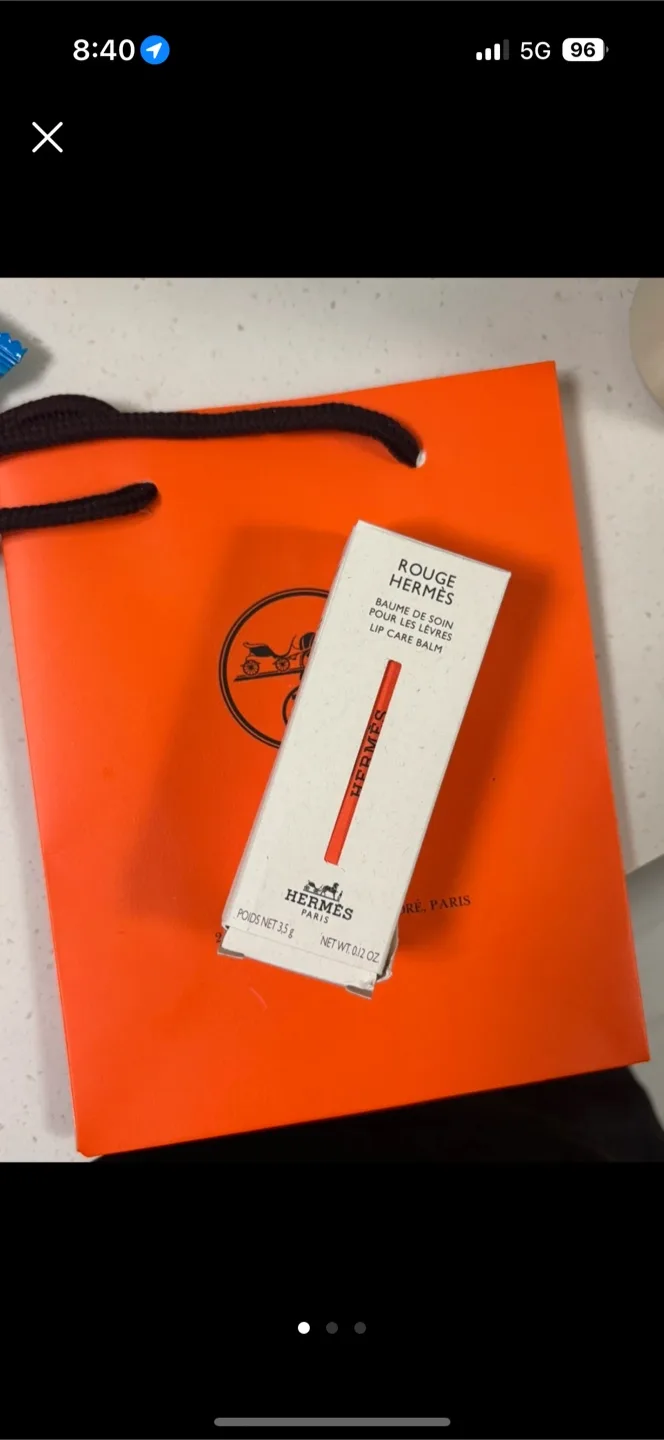 8:40
5G
96
ROUGE
HERMÈS
BAUME DE SOIN
POUR LES LÈVRES
LIP CARE BALM
HERMÈS
HERMÈS
PARIS
POIDS NET 3,5 g
NET WT. 0.12 OZ
ORÉ, PARIS